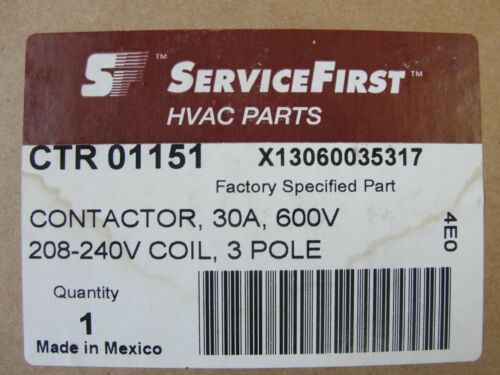 SF™ SERVICEFIRST™
HVAC PARTS
CTR 01151 X13060035317
Factory Specified Part
CONTACTOR, 30A, 600V
208-240V COIL, 3 POLE
4E0
Quantity
1
Made in Mexico